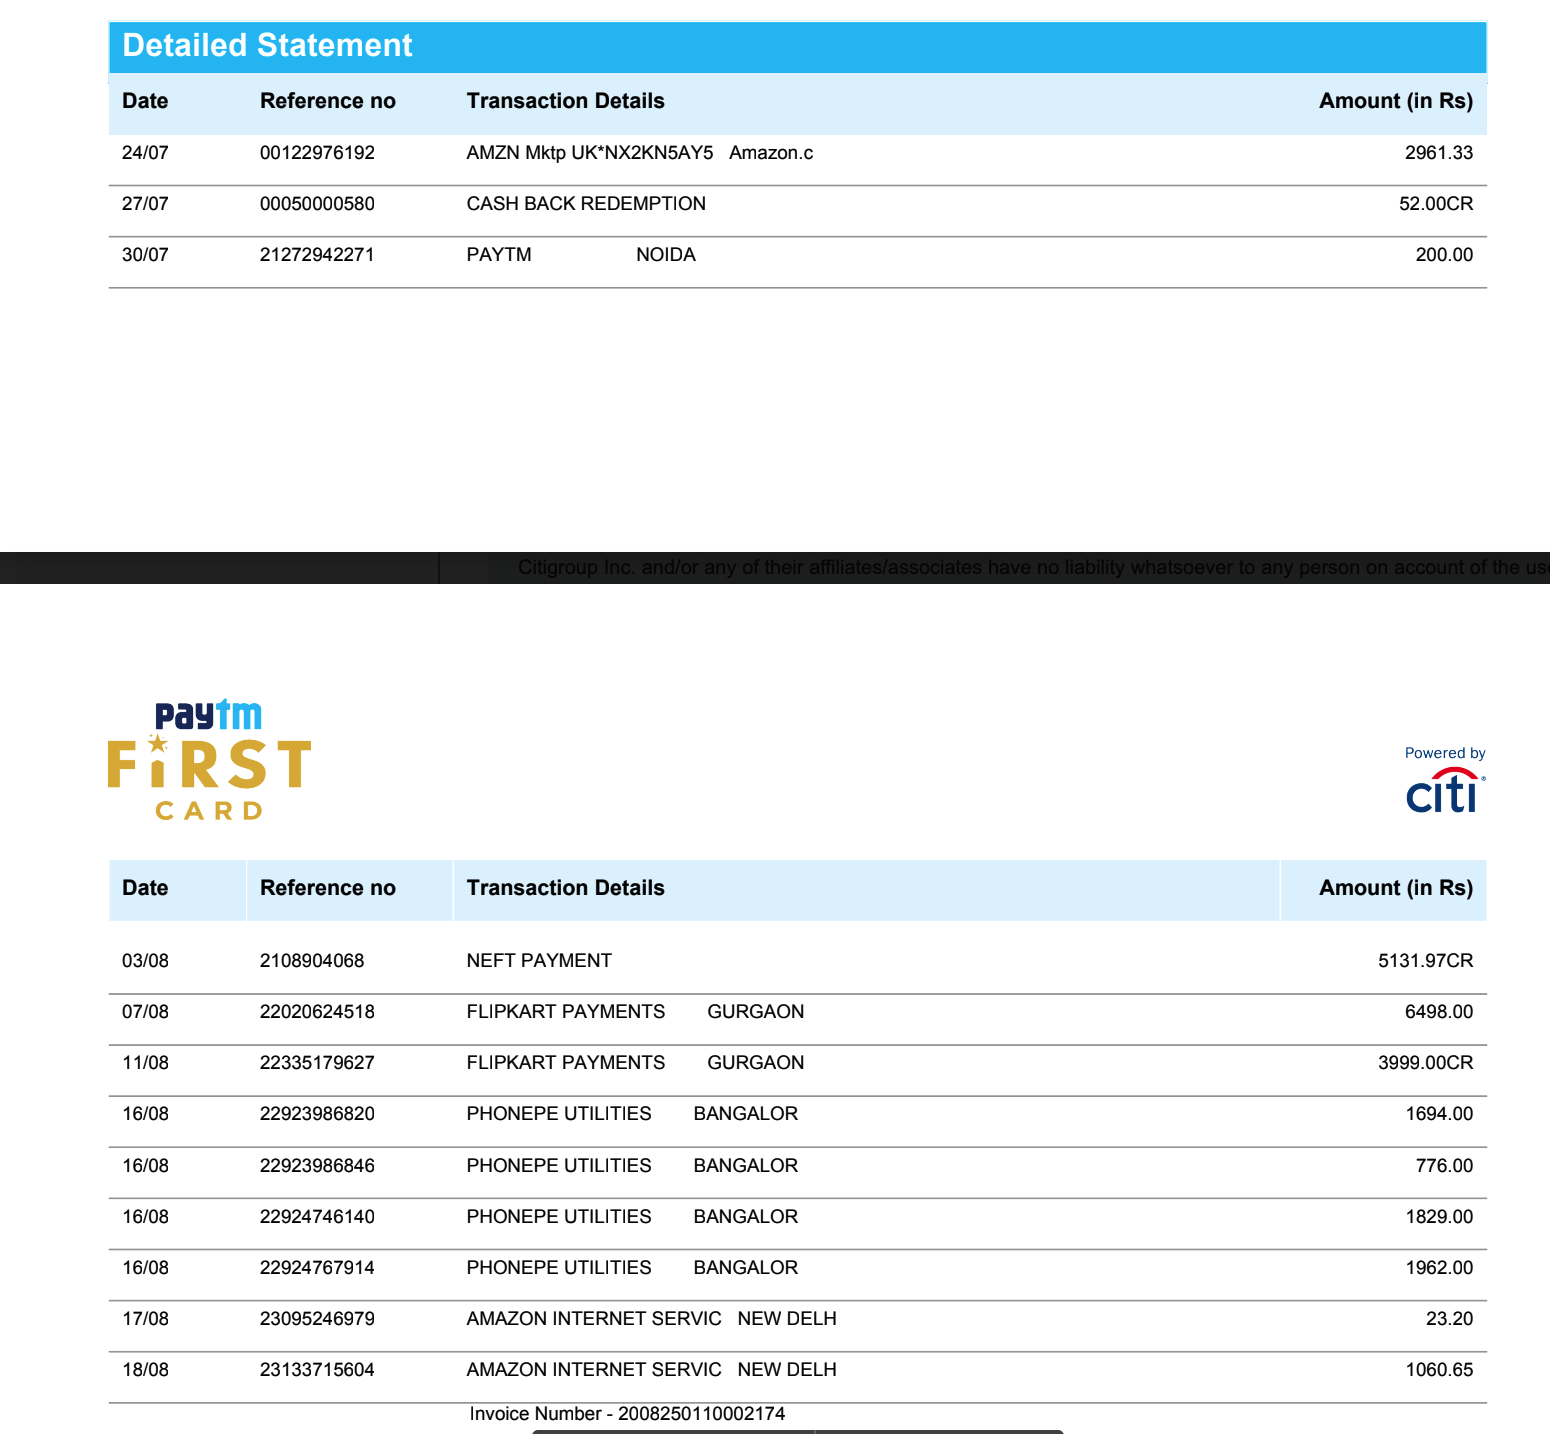 Detailed Statement
Date Reference no Transaction Details Amount (in Rs)
24/07 00122976192 AMZN Mktp UK*NX2KN5AY5 Amazon.c 2961.33
27/07 00050000580 CASH BACK REDEMPTION 52.00CR
30/07 21272942271 PAYTM NOIDA 200.00
Citigroup Inc. and/or any of their affiliates/associates have no liability whatsoever to any person on account of the us
paytm
FiRST
CARD
Powered by
citi
Date Reference no Transaction Details Amount (in Rs)
03/08 2108904068 NEFT PAYMENT 5131.97CR
07/08 22020624518 FLIPKART PAYMENTS GURGAON 6498.00
11/08 22335179627 FLIPKART PAYMENTS GURGAON 3999.00CR
16/08 22923986820 PHONEPE UTILITIES BANGALOR 1694.00
16/08 22923986846 PHONEPE UTILITIES BANGALOR 776.00
16/08 22924746140 PHONEPE UTILITIES BANGALOR 1829.00
16/08 22924767914 PHONEPE UTILITIES BANGALOR 1962.00
17/08 23095246979 AMAZON INTERNET SERVIC NEW DELH 23.20
18/08 23133715604 AMAZON INTERNET SERVIC NEW DELH 1060.65
Invoice Number - 2008250110002174